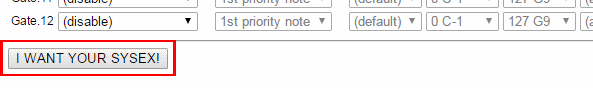 Gate.12 (disable) 1st priority note (default) 0 C-1 127 G9
I WANT YOUR SYSEX!